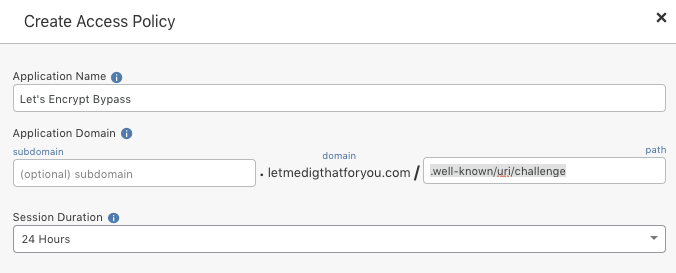 Create Access Policy ×
Application Name i
Let's Encrypt Bypass
Application Domain i
subdomain domain path
(optional) subdomain . letmedigthatforyou.com / .well-known/uri/challenge
Session Duration i
24 Hours